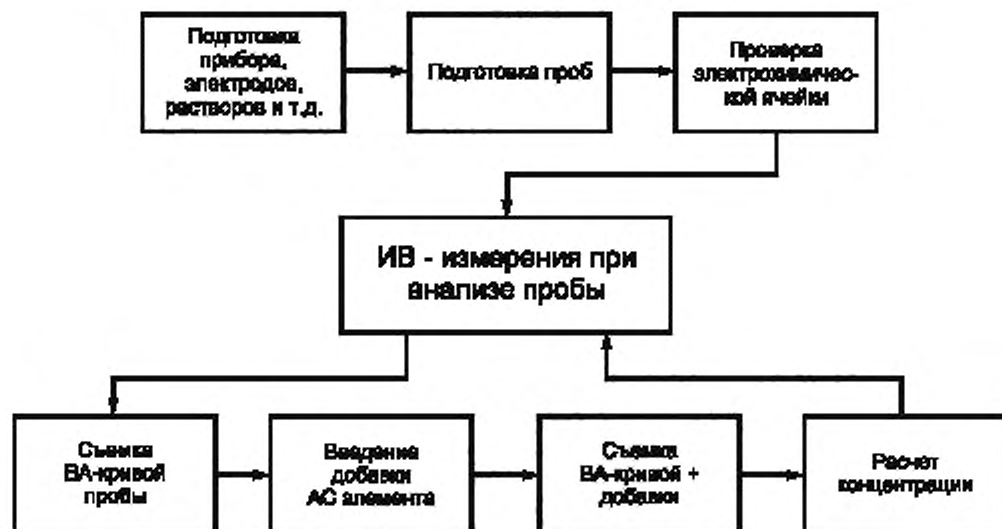 Подготовка
прибора,
электродов,
растворов и т.д.
Подготовка проб
Проверка
электрохимичес-
кой ячейки
ИВ - измерения при
анализе пробы
Съемка
ВА-кривой
пробы
Введение
добавки
АС элемента
Съемка
ВА-кривой +
добавки
Расчет
концентрации